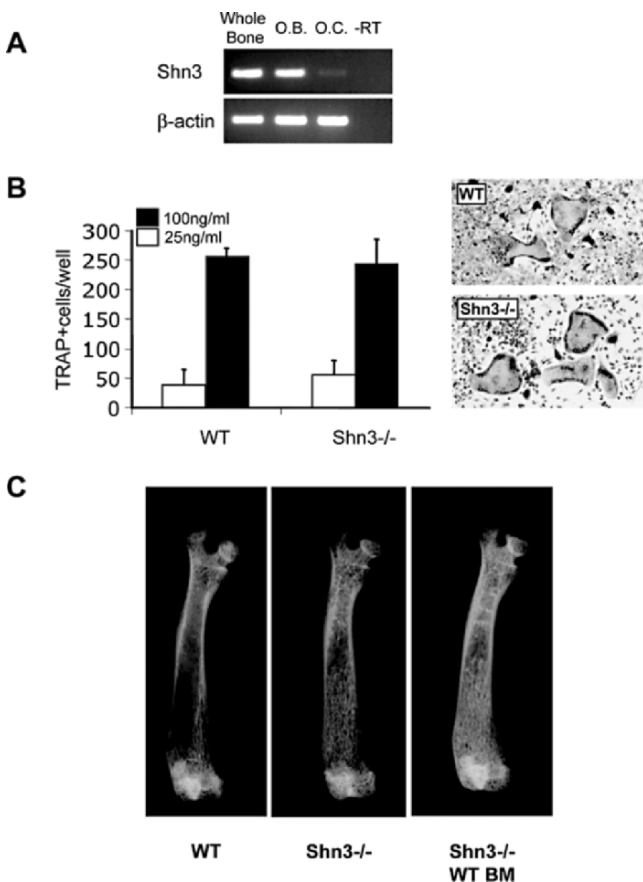 A
Whole Bone O.B. O.C. -RT
Shn3
β-actin
B
100ng/ml
25ng/ml
TRAP+cells/well
300
250
200
150
100
50
0
WT Shn3-/-
WT
Shn3-/-
C
WT Shn3-/- Shn3-/-
WT BM